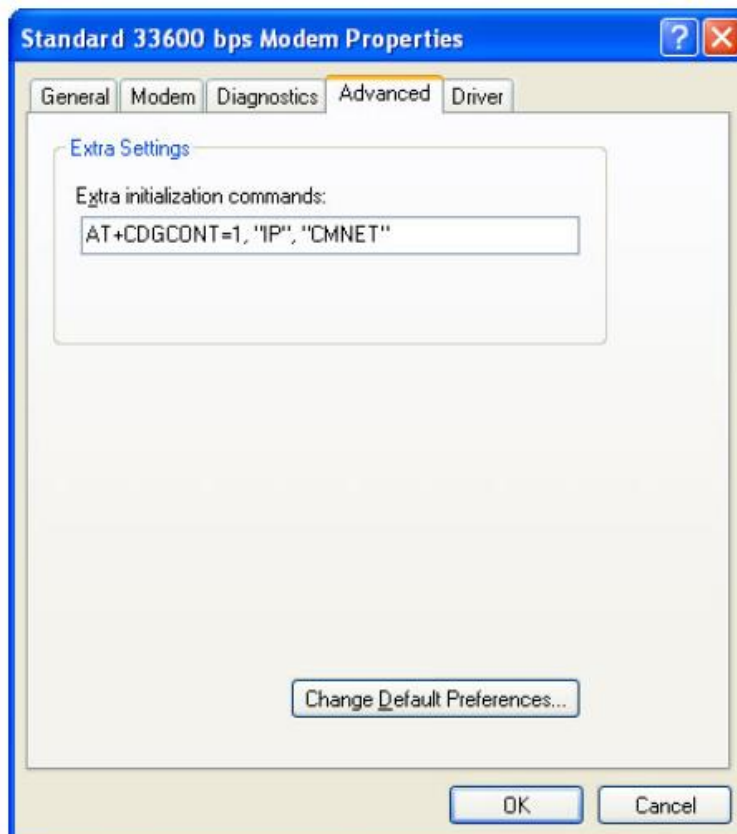 Standard 33600 bps Modem Properties
General Modem Diagnostics Advanced Driver
Extra Settings
Extra initialization commands:
AT+CDGCONT=1, "IP", "CMNET"
Change Default Preferences...
OK Cancel